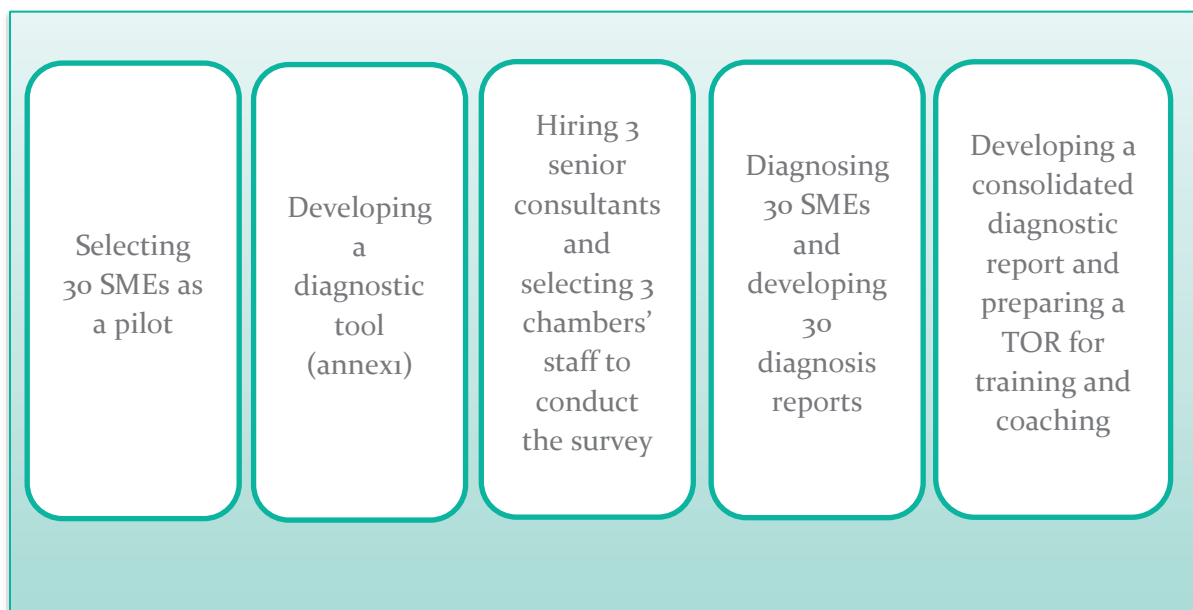 Selecting
30 SMEs as
a pilot
Developing
a
diagnostic
tool
(annex1)
Hiring 3
senior
consultants
and
selecting 3
chambers’
staff to
conduct
the survey
Diagnosing
30 SMEs
and
developing
30
diagnosis
reports
Developing a
consolidated
diagnostic
report and
preparing a
TOR for
training and
coaching